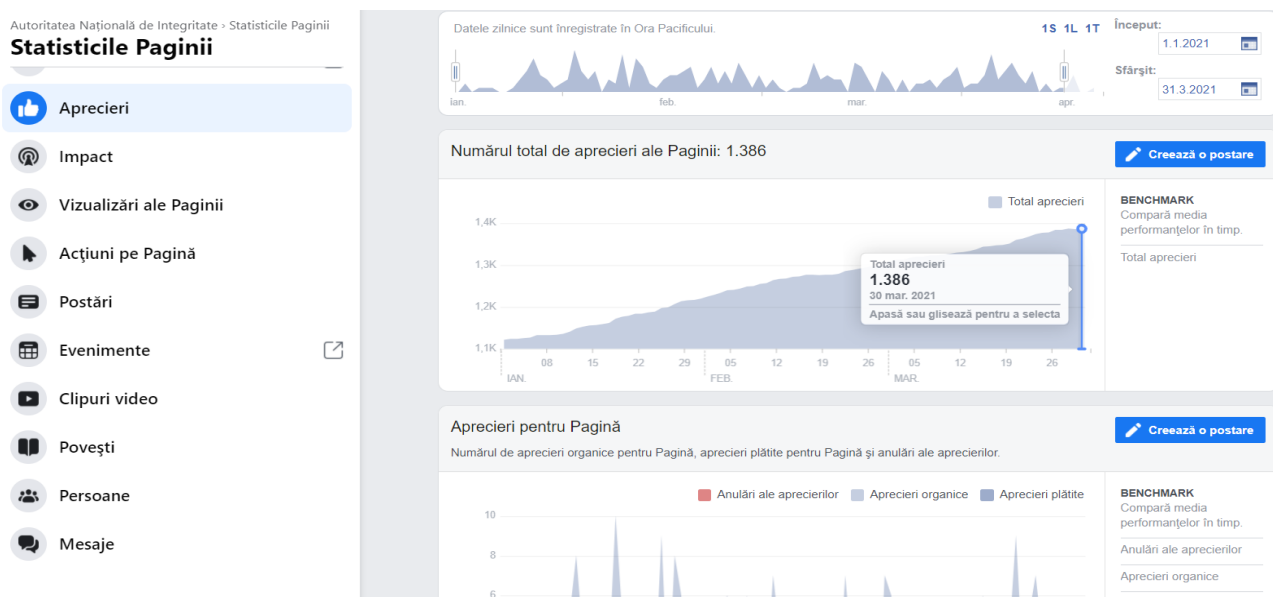 Autoritatea Națională de Integritate › Statisticile Paginii
Statisticile Paginii
Aprecieri
Impact
Vizualizări ale Paginii
Acţiuni pe Pagină
Postări
Evenimente
Clipuri video
Poveşti
Persoane
Mesaje
Datele zilnice sunt înregistrate în Ora Pacificului.
1S 1L 1T
Început:
1.1.2021
Sfârşit:
31.3.2021
ian. feb. mar. apr.
Numărul total de aprecieri ale Paginii: 1.386
Creează o postare
Total aprecieri
1,4K
1,3K
1,2K
1,1K
Total aprecieri
1.386
30 mar. 2021
Apasă sau glisează pentru a selecta
08 15 22 29 05 12 19 26 05 12 19 26
IAN. FEB. MAR.
BENCHMARK
Compară media
performanţelor în timp.
Total aprecieri
Aprecieri pentru Pagină
Numărul de aprecieri organice pentru Pagină, aprecieri plătite pentru Pagină şi anulări ale aprecierilor.
Creează o postare
Anulări ale aprecierilor Aprecieri organice Aprecieri plătite
10
8
6
BENCHMARK
Compară media
performanţelor în timp.
Anulări ale aprecierilor
Aprecieri organice